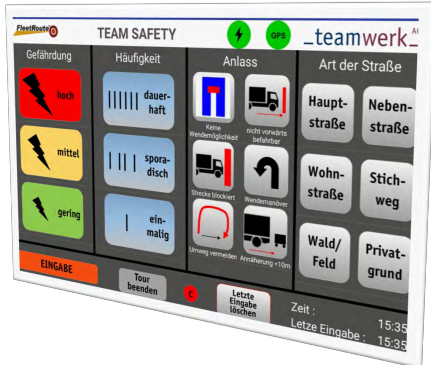 FleetRoute
TEAM SAFETY
GPS
_teamwerk_
Gefährdung
Häufigkeit
Anlass
Art der Straße
hoch
mittel
gering
dauer-
haft
spora-
disch
ein-
malig
Keine
Wendemöglichkeit
nicht vorwärts
befahrbar
Strecke blockiert
Wendemanöver
Umweg vermeiden
Annäherung <10m
Haupt-
straße
Neben-
straße
Wohn-
straße
Stich-
weg
Wald/
Feld
Privat-
grund
EINGABE
Tour
beenden
C
Letzte
Eingabe
löschen
Zeit : 15:35
Letze Eingabe : 15:35